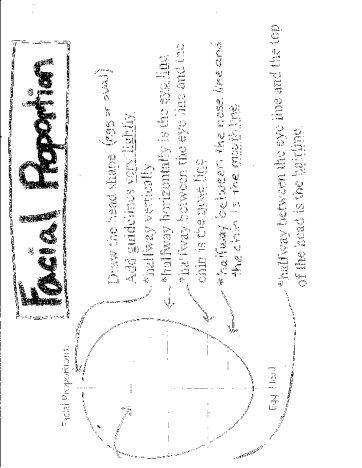 Facial Proportion
Draw the head shape (egg or oval)
Add guidelines very lightly
*halfway vertically
*halfway horizontally is the eye line
*halfway between the eye line and the
chin is the nose line
*halfway between the nose line and
the chin is the mouth line
*halfway between the eye line and the top
of the head is the hairline
Facial Proportions
Egg Head